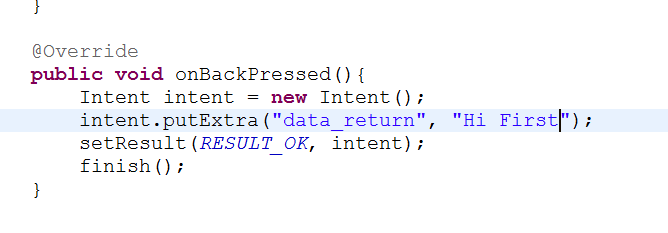 }
@Override
public void onBackPressed(){
Intent intent = new Intent();
intent.putExtra("data_return", "Hi First");
setResult(RESULT_OK, intent);
finish();
}